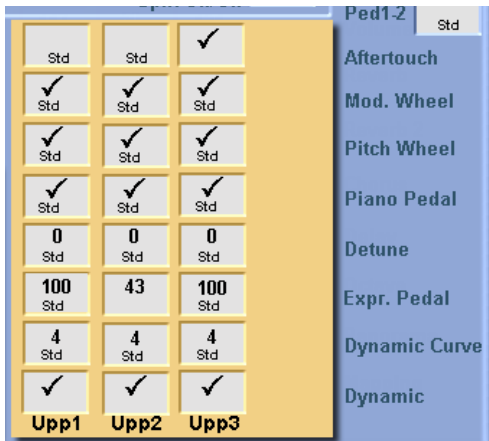 Ped1-2 Std
Std Std Aftertouch
Std Std Std Mod. Wheel
Std Std Std Pitch Wheel
Std Std Std Piano Pedal
0 0 0
Std Std Std Detune
100 43 100
Std Std Expr. Pedal
4 4 4
Std Std Std Dynamic Curve
Dynamic
Upp1 Upp2 Upp3